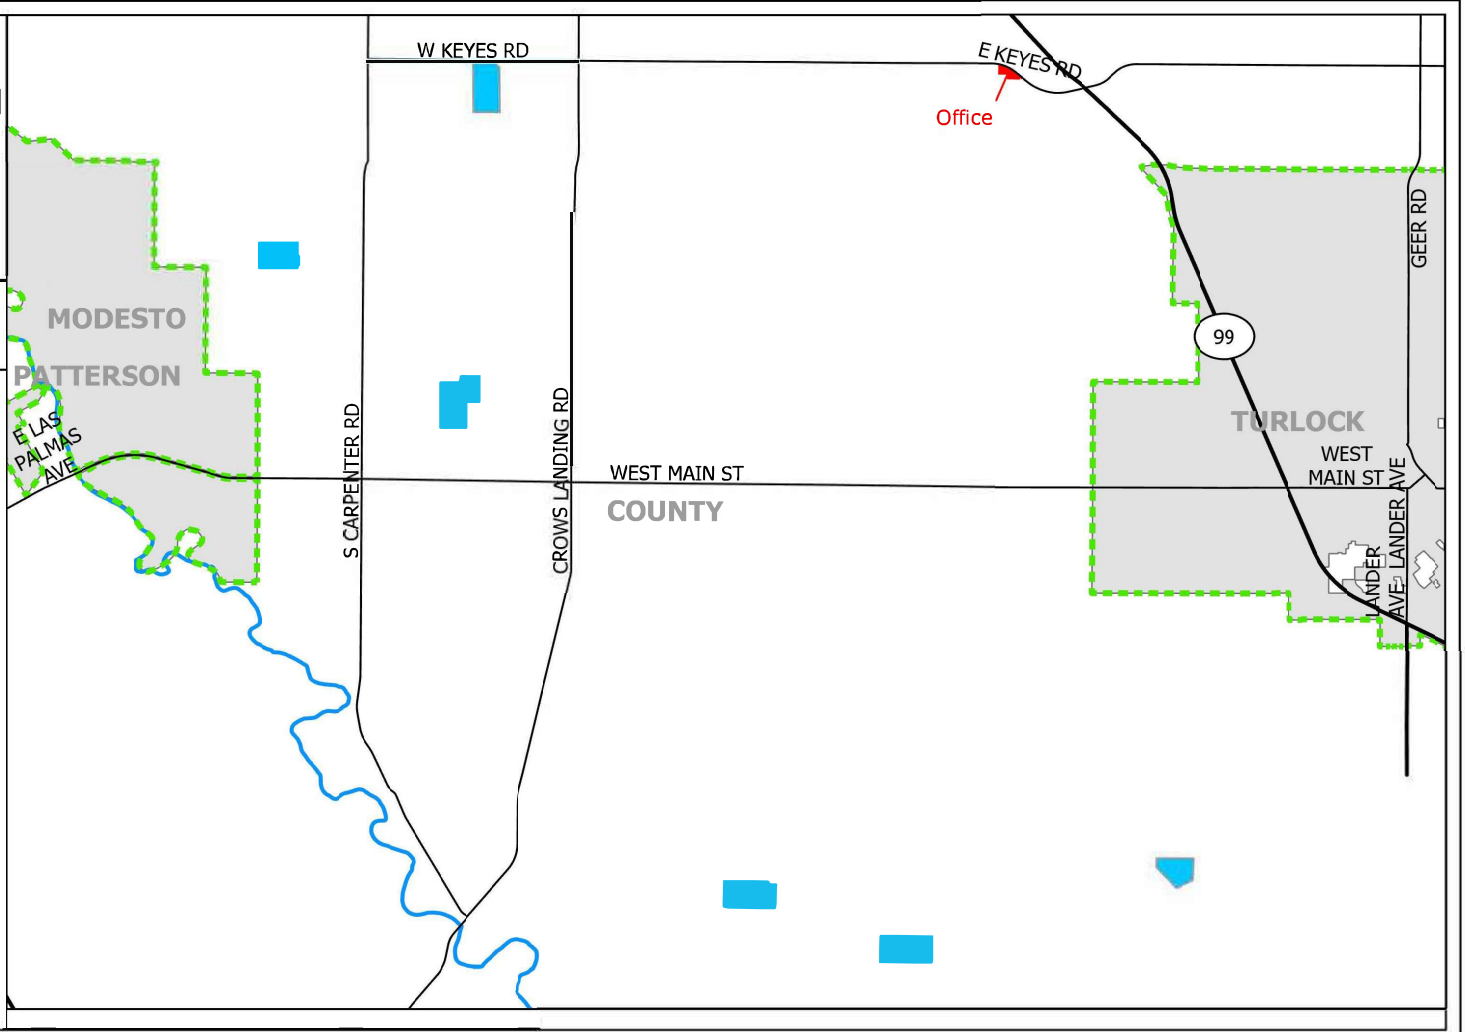 W KEYES RD
E KEYES RD
Office
GEER RD
MODESTO
99
PATTERSON
E LAS
PALMAS
AVE
S CARPENTER RD
CROWS LANDING RD
WEST MAIN ST
COUNTY
TURLOCK
WEST
MAIN ST
LANDER
AVE
LANDER AVE